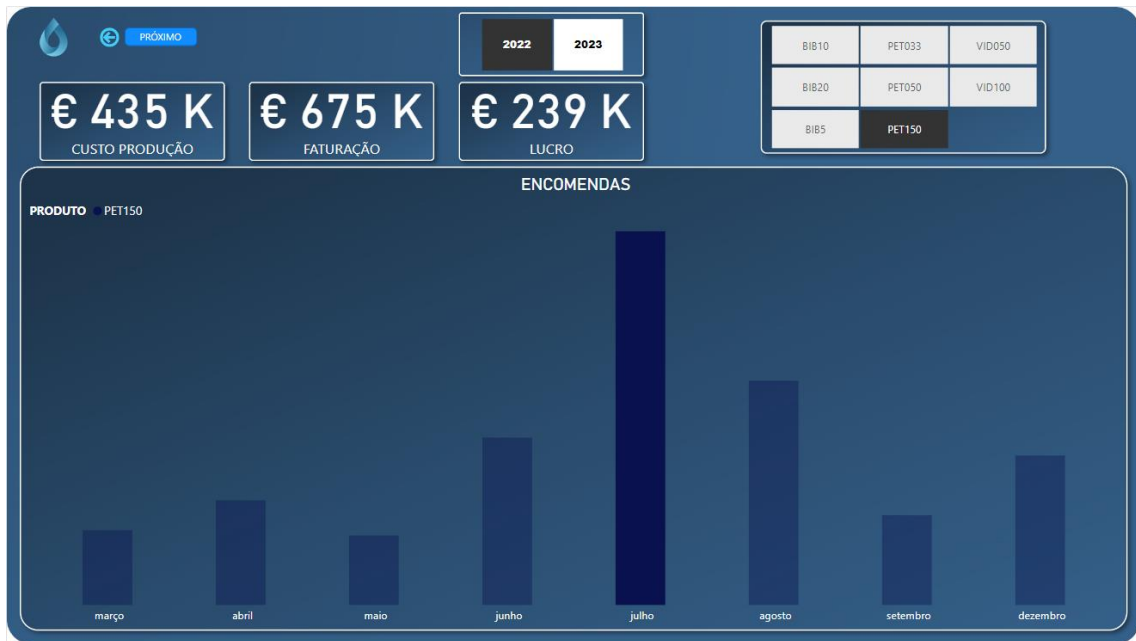 PRÓXIMO
2022 2023
BIB10 PET033 VID050
BIB20 PET050 VID100
BIB5 PET150
€ 435 K
CUSTO PRODUÇÃO
€ 675 K
FATURAÇÃO
€ 239 K
LUCRO
ENCOMENDAS
PRODUTO PET150
março abril maio junho julho agosto setembro dezembro